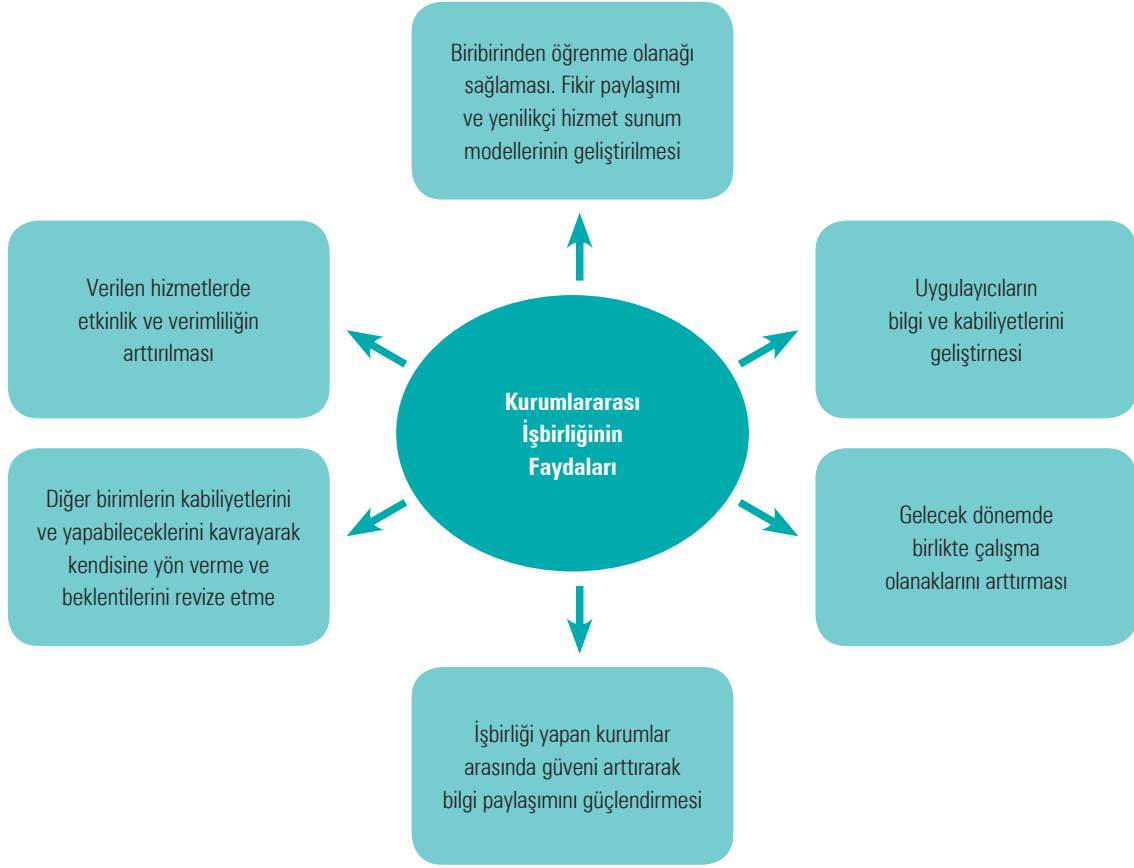 Biribirinden öğrenme olanağı
sağlaması. Fikir paylaşımı
ve yenilikçi hizmet sunum
modellerinin geliştirilmesi
Verilen hizmetlerde
etkinlik ve verimliliğin
arttırılması
Uygulayıcıların
bilgi ve kabiliyetlerini
geliştirnesi
Kurumlararası
İşbirliğinin
Faydaları
Diğer birimlerin kabiliyetlerini
ve yapabileceklerini kavrayarak
kendisine yön verme ve
beklentilerini revize etme
Gelecek dönemde
birlikte çalışma
olanaklarını arttırması
İşbirliği yapan kurumlar
arasında güveni arttırarak
bilgi paylaşımını güçlendirmesi